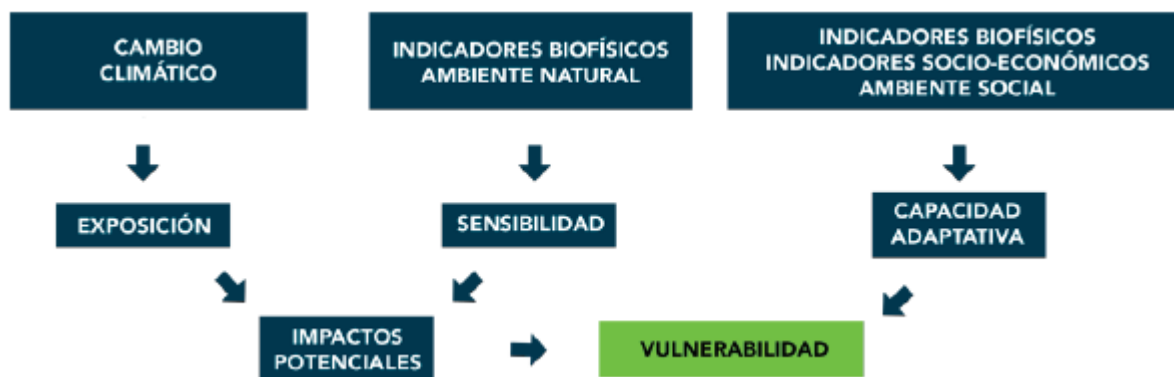 CAMBIO
CLIMÁTICO
INDICADORES BIOFÍSICOS
AMBIENTE NATURAL
INDICADORES BIOFÍSICOS
INDICADORES SOCIO-ECONÓMICOS
AMBIENTE SOCIAL
EXPOSICIÓN
SENSIBILIDAD
CAPACIDAD
ADAPTATIVA
IMPACTOS
POTENCIALES
VULNERABILIDAD